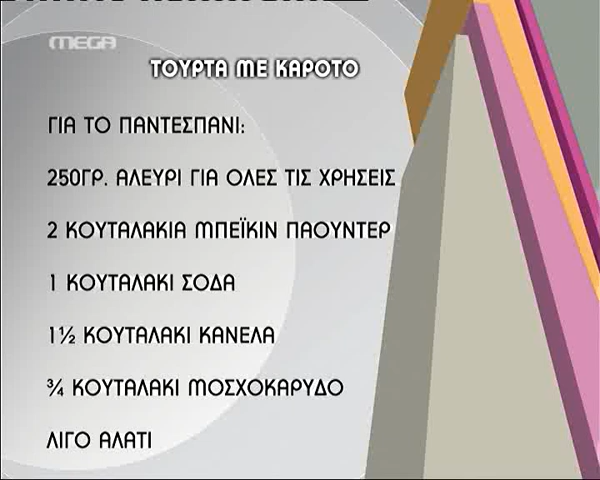 MEGA
ΤΟΥΡΤΑ ΜΕ ΚΑΡΟΤΟ
ΓΙΑ ΤΟ ΠΑΝΤΕΣΠΑΝΙ:
250ΓΡ. ΑΛΕΥΡΙ ΓΙΑ ΟΛΕΣ ΤΙΣ ΧΡΗΣΕΙΣ
2 ΚΟΥΤΑΛΑΚΙΑ ΜΠΕΪΚΙΝ ΠΑΟΥΝΤΕΡ
1 ΚΟΥΤΑΛΑΚΙ ΣΟΔΑ
1½ ΚΟΥΤΑΛΑΚΙ ΚΑΝΕΛΑ
¾ ΚΟΥΤΑΛΑΚΙ ΜΟΣΧΟΚΑΡΥΔΟ
ΛΙΓΟ ΑΛΑΤΙ